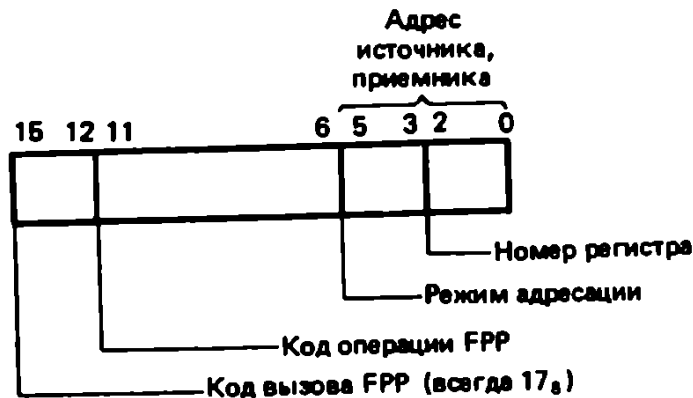 Адрес
источника,
приемника
15 12 11 6 5 3 2 0
Номер регистра
Режим адресации
Код операции FPP
Код вызова FPP (всегда 17₈)